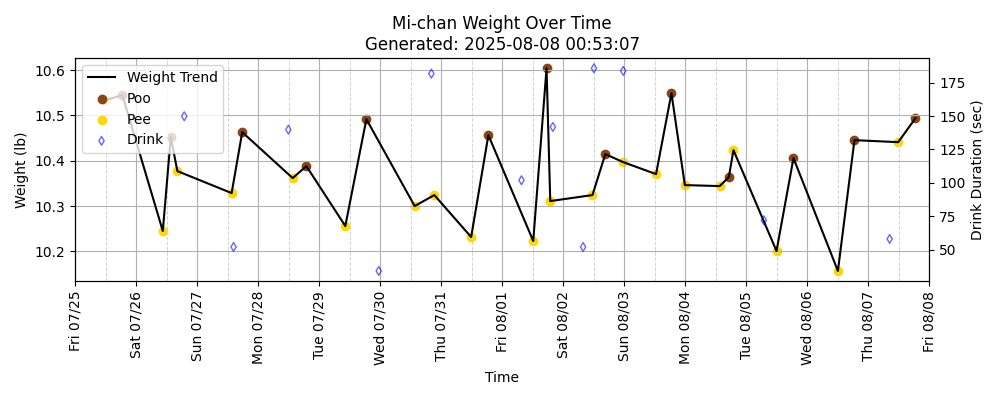 Mi-chan Weight Over Time
Generated: 2025-08-08 00:53:07
Weight (lb)
10.6
10.5
10.4
10.3
10.2
Weight Trend
Poo
Pee
Drink
175
150
125
100
75
50
Drink Duration (sec)
Fri 07/25
Sat 07/26
Sun 07/27
Mon 07/28
Tue 07/29
Wed 07/30
Thu 07/31
Fri 08/01
Sat 08/02
Sun 08/03
Mon 08/04
Tue 08/05
Wed 08/06
Thu 08/07
Fri 08/08
Time